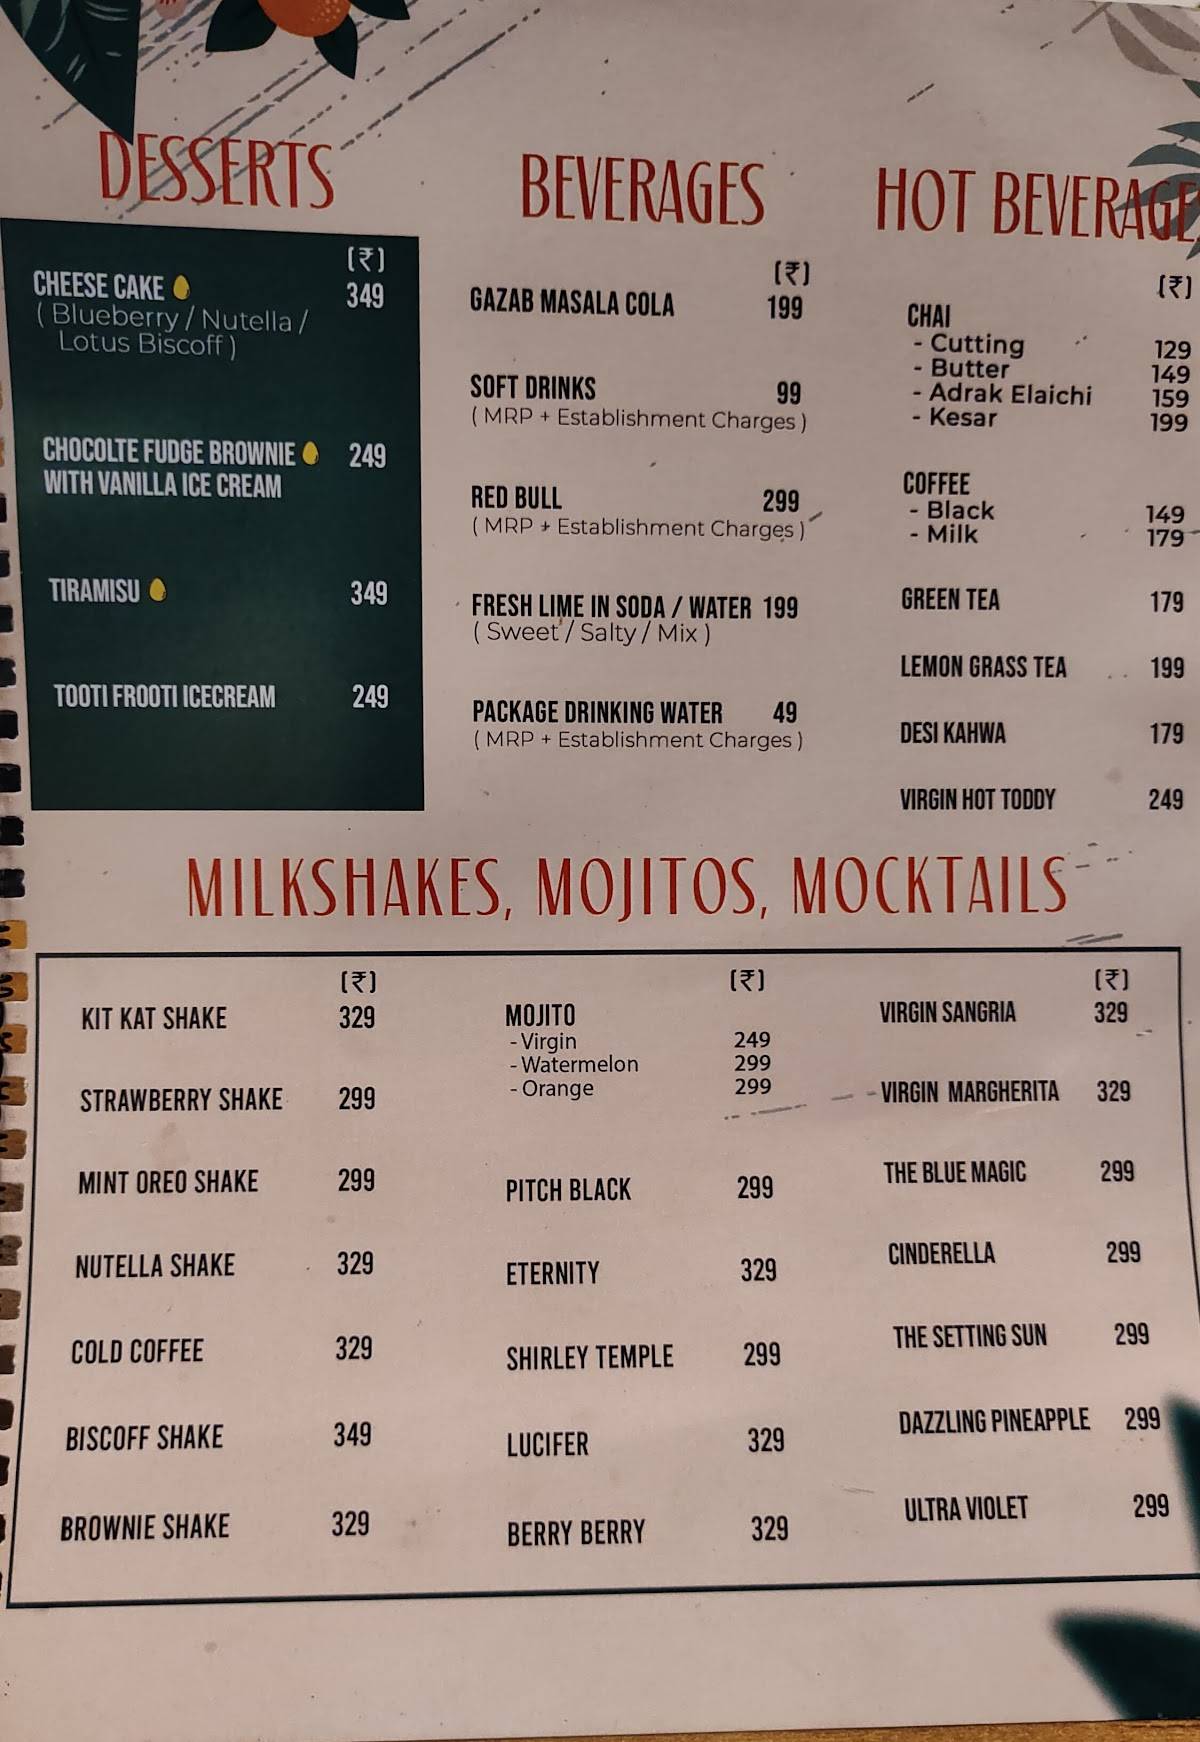 DESSERTS
(₹)
CHEESE CAKE 349
( Blueberry / Nutella /
Lotus Biscoff )
CHOCOLTE FUDGE BROWNIE 249
WITH VANILLA ICE CREAM
TIRAMISU 349
TOOTI FROOTI ICECREAM 249
BEVERAGES
(₹)
GAZAB MASALA COLA 199
SOFT DRINKS 99
( MRP + Establishment Charges )
RED BULL 299
( MRP + Establishment Charges )
FRESH LIME IN SODA / WATER 199
( Sweet / Salty / Mix )
PACKAGE DRINKING WATER 49
( MRP + Establishment Charges )
HOT BEVERAGE
(₹)
CHAI
- Cutting 129
- Butter 149
- Adrak Elaichi 159
- Kesar 199
COFFEE
- Black 149
- Milk 179
GREEN TEA 179
LEMON GRASS TEA 199
DESI KAHWA 179
VIRGIN HOT TODDY 249
MILKSHAKES, MOJITOS, MOCKTAILS
(₹)
KIT KAT SHAKE 329
STRAWBERRY SHAKE 299
MINT OREO SHAKE 299
NUTELLA SHAKE 329
COLD COFFEE 329
BISCOFF SHAKE 349
BROWNIE SHAKE 329
(₹)
MOJITO
- Virgin 249
- Watermelon 299
- Orange 299
PITCH BLACK 299
ETERNITY 329
SHIRLEY TEMPLE 299
LUCIFER 329
BERRY BERRY 329
(₹)
VIRGIN SANGRIA 329
VIRGIN MARGHERITA 329
THE BLUE MAGIC 299
CINDERELLA 299
THE SETTING SUN 299
DAZZLING PINEAPPLE 299
ULTRA VIOLET 299